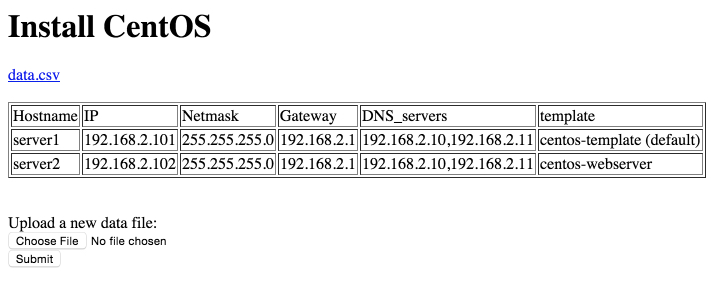 Install CentOS
data.csv
Hostname IP Netmask Gateway DNS_servers template
server1 192.168.2.101 255.255.255.0 192.168.2.1 192.168.2.10,192.168.2.11 centos-template (default)
server2 192.168.2.102 255.255.255.0 192.168.2.1 192.168.2.10,192.168.2.11 centos-webserver
Upload a new data file:
Choose File No file chosen
Submit